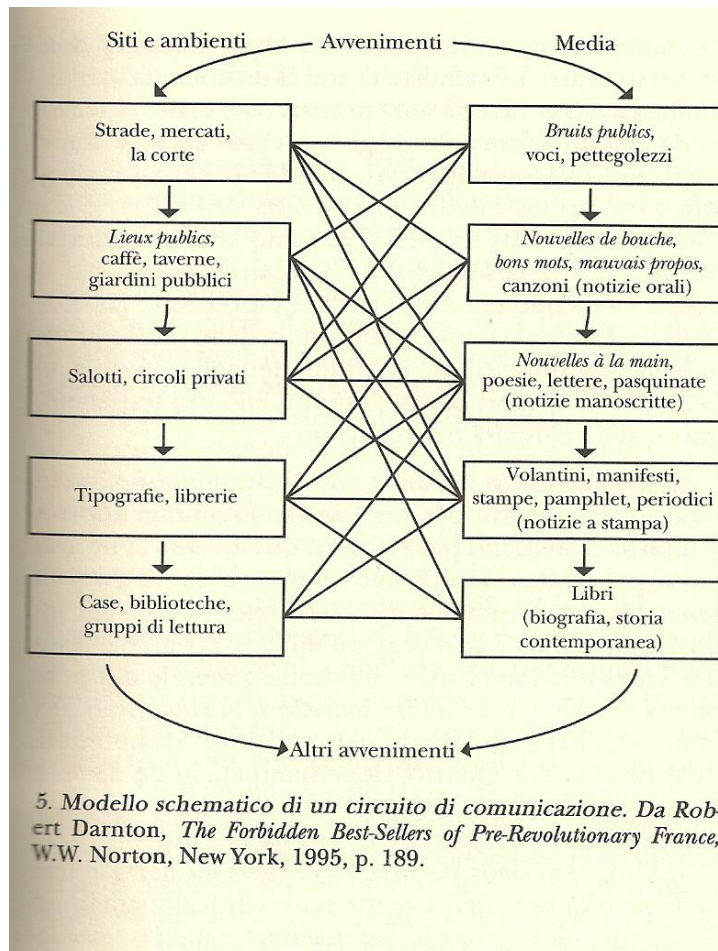 Siti e ambienti
Avvenimenti
Media
Strade, mercati,
la corte
Bruits publics,
voci, pettegolezzi
Lieux publics,
caffè, taverne,
giardini pubblici
Nouvelles de bouche,
bons mots, mauvais propos,
canzoni (notizie orali)
Salotti, circoli privati
Nouvelles à la main,
poesie, lettere, pasquinate
(notizie manoscritte)
Tipografie, librerie
Volantini, manifesti,
stampe, pamphlet, periodici
(notizie a stampa)
Case, biblioteche,
gruppi di lettura
Libri
(biografia, storia
contemporanea)
Altri avvenimenti
5. Modello schematico di un circuito di comunicazione. Da Rob-
ert Darnton, The Forbidden Best-Sellers of Pre-Revolutionary France,
W.W. Norton, New York, 1995, p. 189.